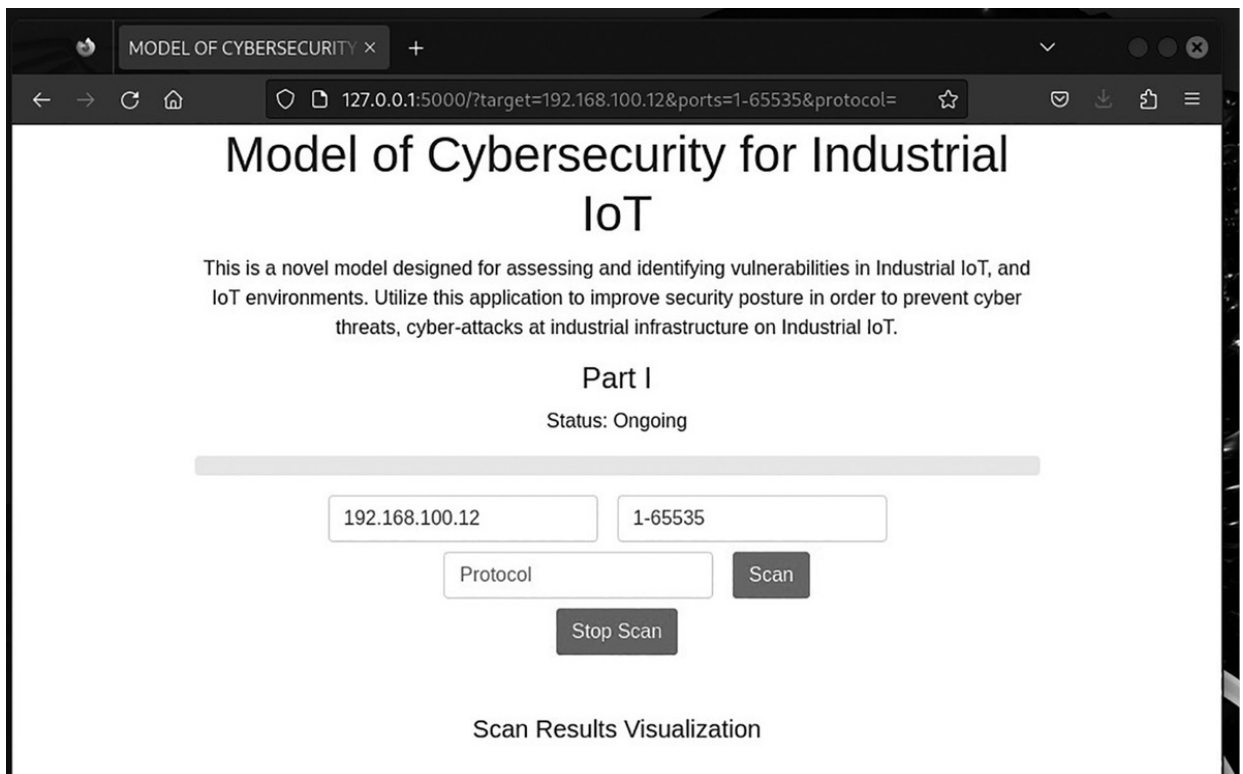 MODEL OF CYBERSECURITY
127.0.0.1:5000/?target=192.168.100.12&ports=1-65535&protocol=
Model of Cybersecurity for Industrial
IoT
This is a novel model designed for assessing and identifying vulnerabilities in Industrial IoT, and
IoT environments. Utilize this application to improve security posture in order to prevent cyber
threats, cyber-attacks at industrial infrastructure on Industrial IoT.
Part I
Status: Ongoing
192.168.100.12 1-65535
Protocol Scan
Stop Scan
Scan Results Visualization